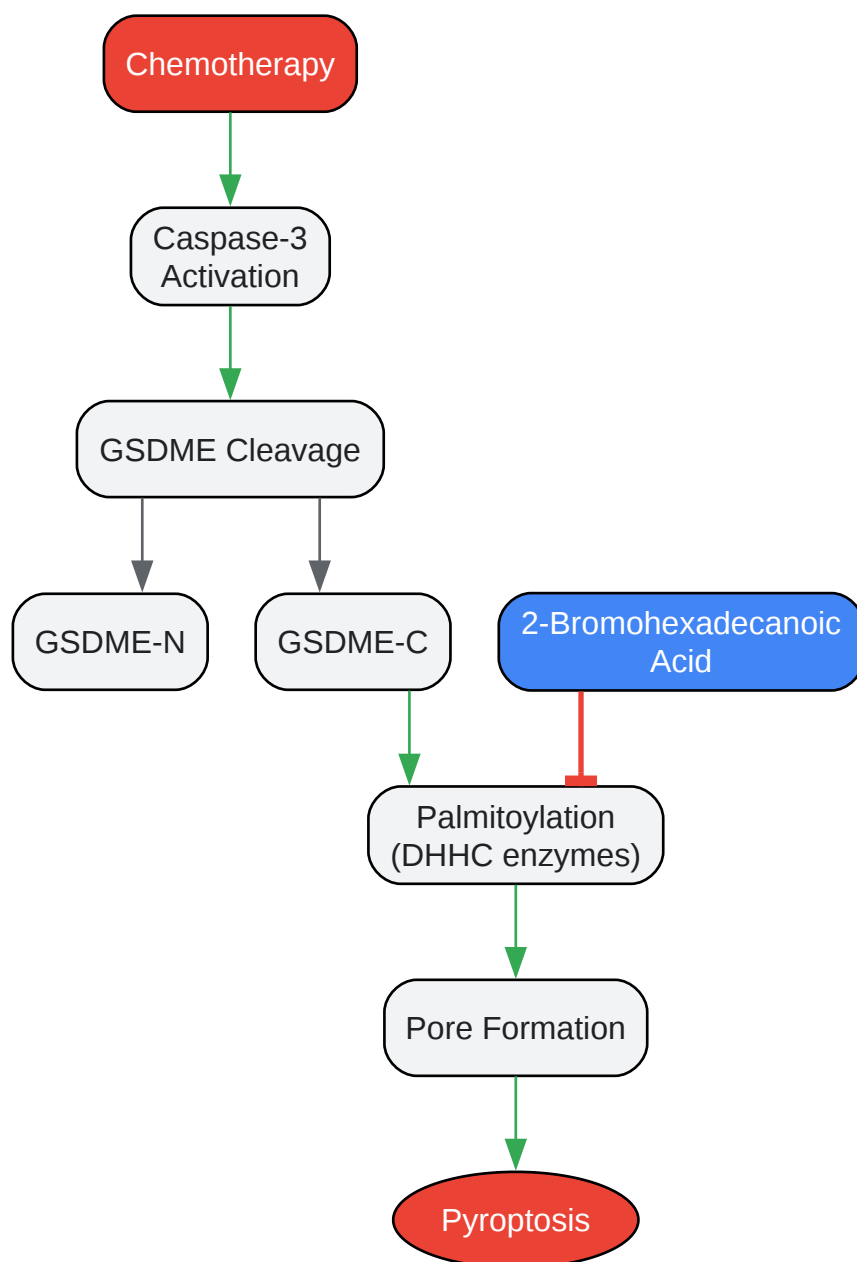 Chemotherapy
Caspase-3
Activation
GSDME Cleavage
GSDME-N
GSDME-C
2-Bromohexadecanoic
Acid
Palmitoylation
(DHHC enzymes)
Pore Formation
Pyroptosis